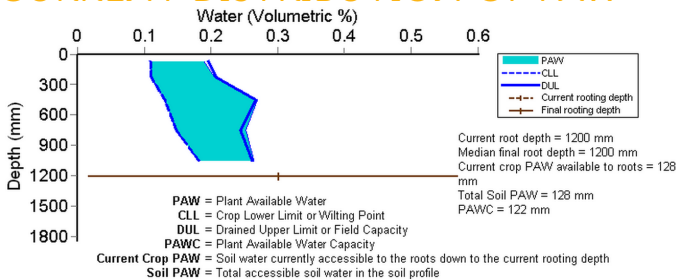 CURRENT DISTRIBUTION OF PAW
Water (Volumetric %)
0 0.1 0.2 0.3 0.4 0.5 0.6
Depth (mm)
0
300
600
900
1200
1500
1800
PAW
CLL
DUL
Current rooting depth
Final rooting depth
Current root depth = 1200 mm
Median final root depth = 1200 mm
Current crop PAW available to roots = 128
mm
Total Soil PAW = 128 mm
PAWC = 122 mm
PAW = Plant Available Water
CLL = Crop Lower Limit or Wilting Point
DUL = Drained Upper Limit or Field Capacity
PAWC = Plant Available Water Capacity
Current Crop PAW = Soil water currently accessible to the roots down to the current rooting depth
Soil PAW = Total accessible soil water in the soil profile